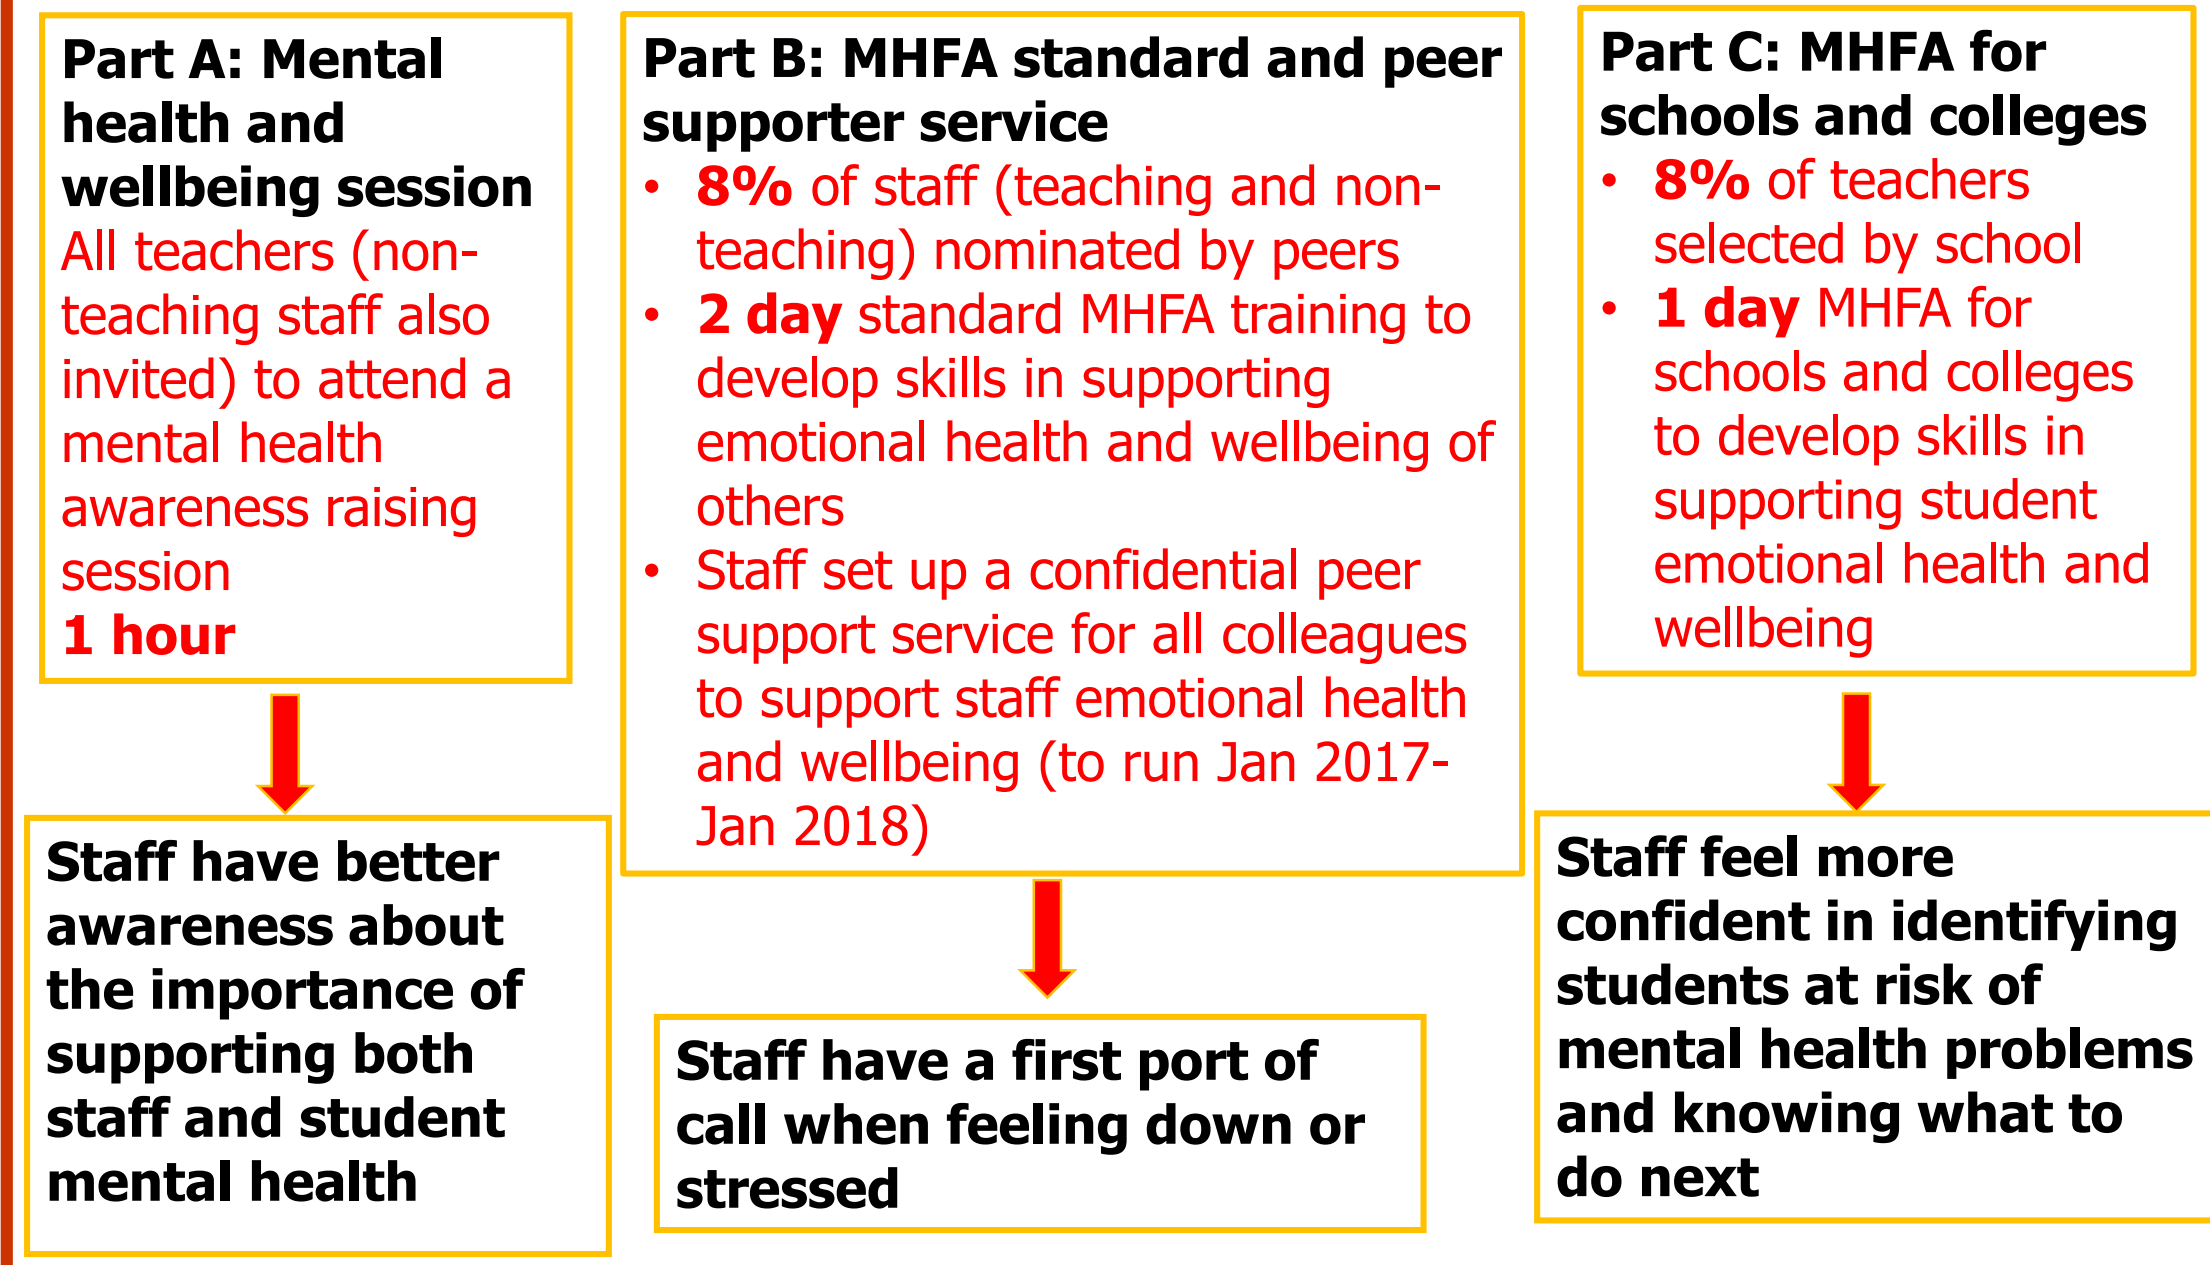 Part A: Mental
health and
wellbeing session
All teachers (non-
teaching staff also
invited) to attend a
mental health
awareness raising
session
1 hour
Staff have better
awareness about
the importance of
supporting both
staff and student
mental health
Part B: MHFA standard and peer
supporter service
• 8% of staff (teaching and non-
teaching) nominated by peers
• 2 day standard MHFA training to
develop skills in supporting
emotional health and wellbeing of
others
• Staff set up a confidential peer
support service for all colleagues
to support staff emotional health
and wellbeing (to run Jan 2017-
Jan 2018)
Staff have a first port of
call when feeling down or
stressed
Part C: MHFA for
schools and colleges
• 8% of teachers
selected by school
• 1 day MHFA for
schools and colleges
to develop skills in
supporting student
emotional health and
wellbeing
Staff feel more
confident in identifying
students at risk of
mental health problems
and knowing what to
do next